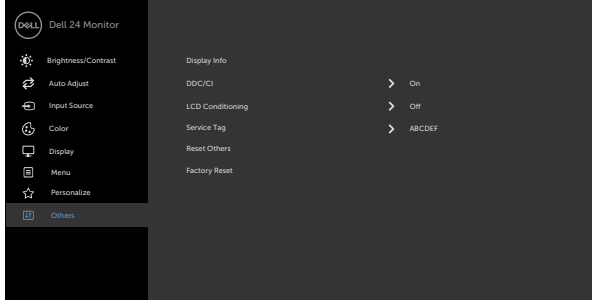 DELL Dell 24 Monitor
Brightness/Contrast
Auto Adjust
Input Source
Color
Display
Menu
Personalize
Others
Display Info
DDC/CI On
LCD Conditioning Off
Service Tag ABCDEF
Reset Others
Factory Reset